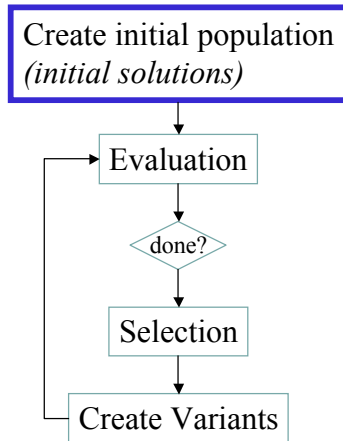 Create initial population
(initial solutions)
Evaluation
done?
Selection
Create Variants